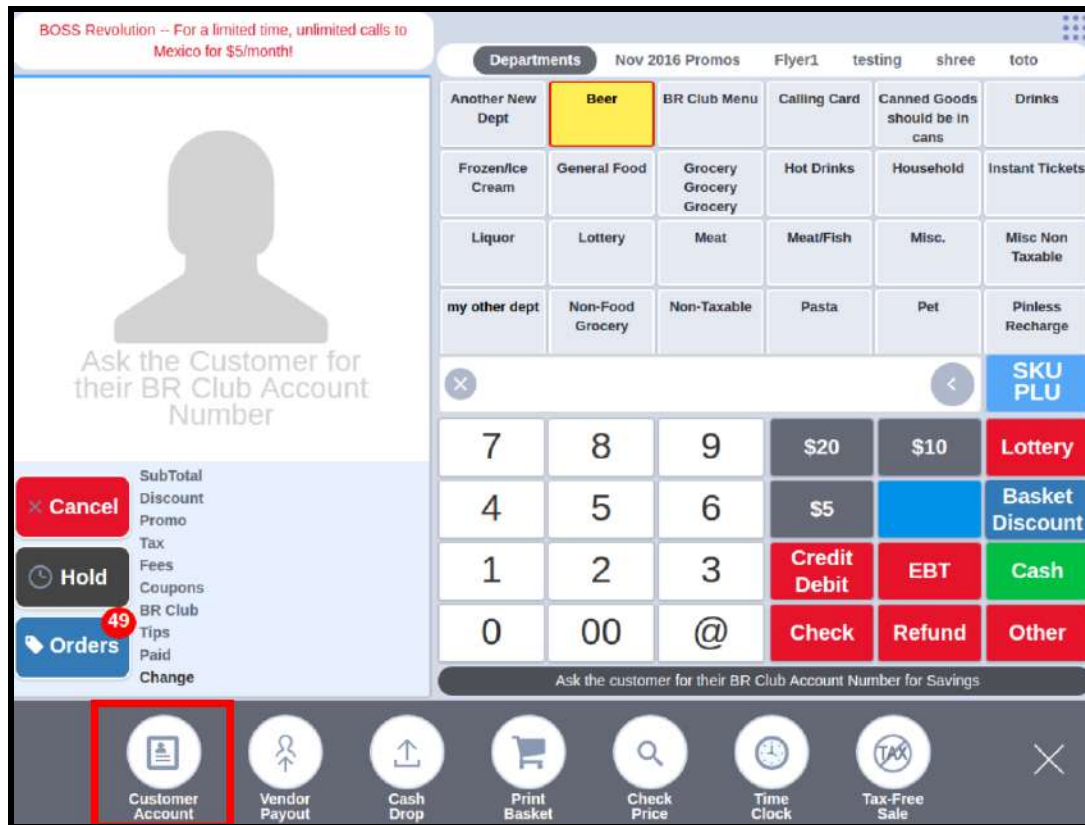 BOSS Revolution -- For a limited time, unlimited calls to
Mexico for $5/month!
Departments Nov 2016 Promos Flyer1 testing shree toto
Another New
Dept
Beer
BR Club Menu
Calling Card
Canned Goods
should be in
cans
Drinks
Frozen/Ice
Cream
General Food
Grocery
Grocery
Grocery
Hot Drinks
Household
Instant Tickets
Liquor
Lottery
Meat
Meat/Fish
Misc.
Misc Non
Taxable
my other dept
Non-Food
Grocery
Non-Taxable
Pasta
Pet
Pinless
Recharge
Ask the Customer for
their BR Club Account
Number
SKU
PLU
7 8 9 $20 $10 Lottery
4 5 6 $5
Basket
Discount
1 2 3
Credit
Debit
EBT
Cash
0 00 @ Check Refund Other
Cancel
Hold
49
Orders
SubTotal
Discount
Promo
Tax
Fees
Coupons
BR Club
Tips
Paid
Change
Ask the customer for their BR Club Account Number for Savings
Customer
Account
Vendor
Payout
Cash
Drop
Print
Basket
Check
Price
Time
Clock
TAX
Tax-Free
Sale